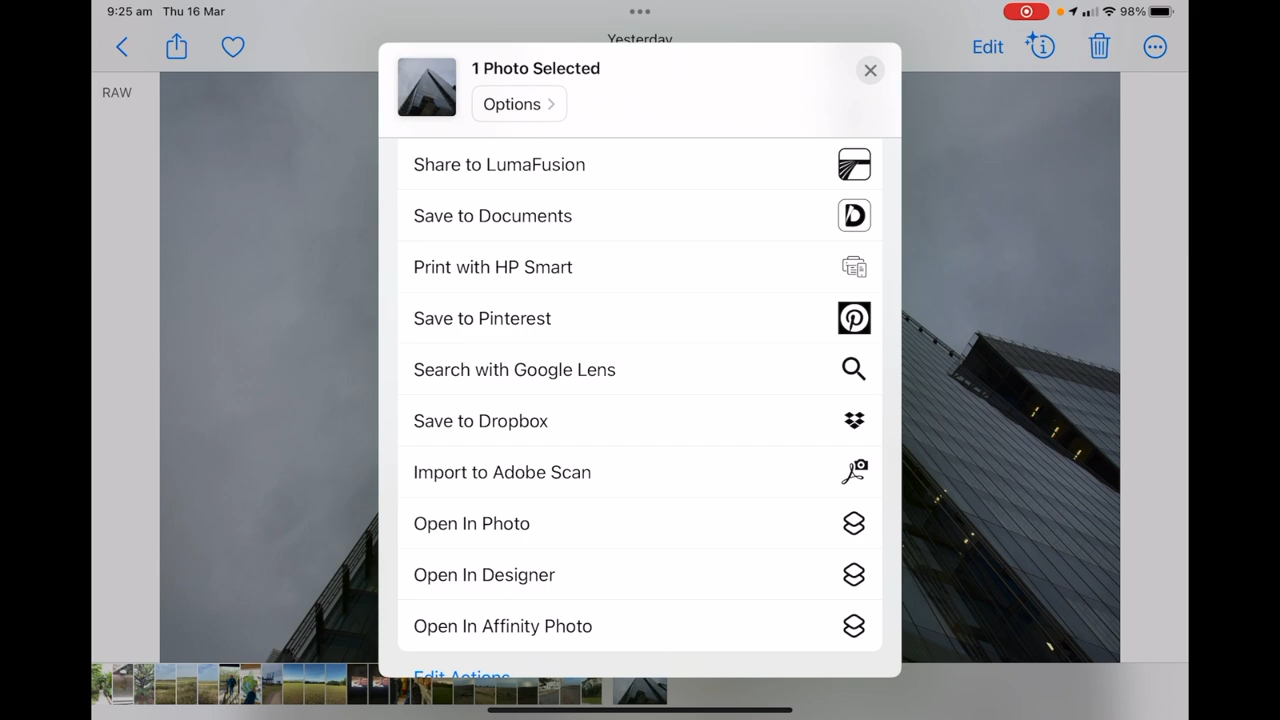 9:25 am Thu 16 Mar
98%
Yesterday
Edit
RAW
1 Photo Selected
Options
Share to LumaFusion
Save to Documents
Print with HP Smart
Save to Pinterest
Search with Google Lens
Save to Dropbox
Import to Adobe Scan
Open In Photo
Open In Designer
Open In Affinity Photo
Edit Actions